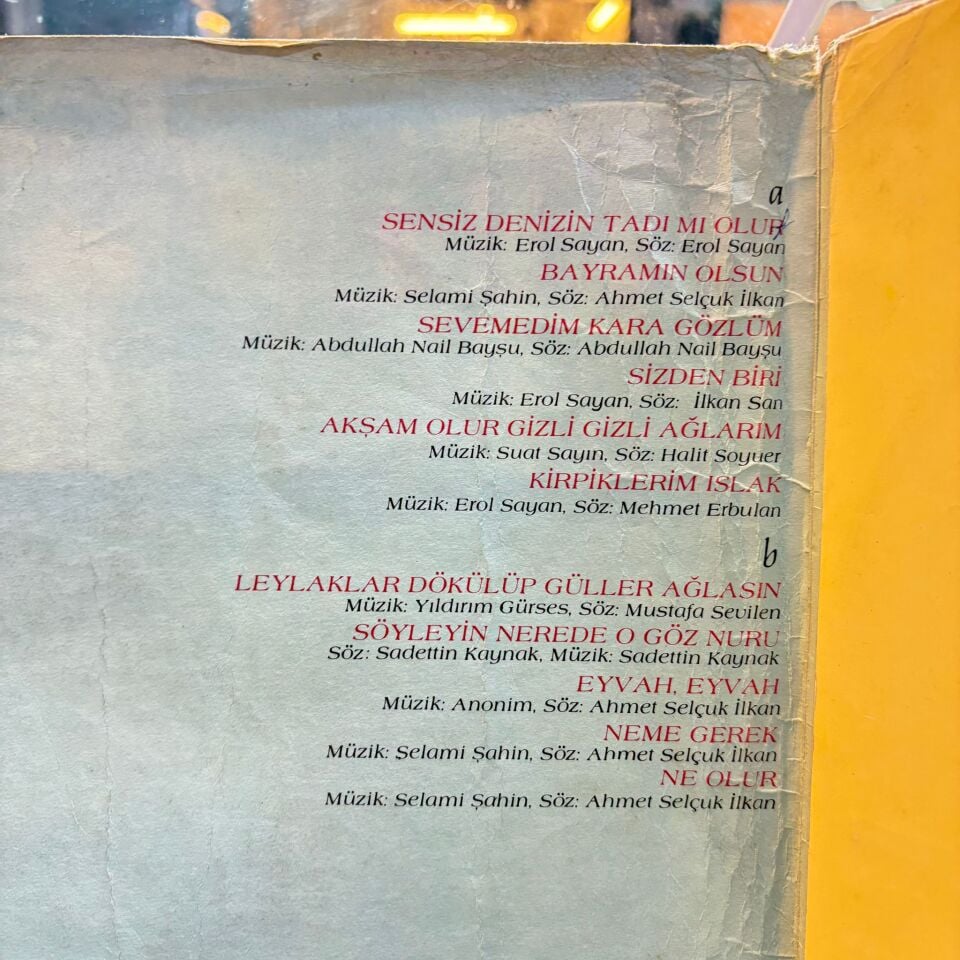 a
SENSİZ DENİZİN TADI MI OLUR
Müzik: Erol Sayan, Söz: Erol Sayan
BAYRAMIN OLSUN
Müzik: Selami Şahin, Söz: Ahmet Selçuk İlkan
SEVEMEDİM KARA GÖZLÜM
Müzik: Abdullah Nail Bayşu, Söz: Abdullah Nail Bayşu
SİZDEN BİRİ
Müzik: Erol Sayan, Söz: İlkan San
AKŞAM OLUR GİZLİ GİZLİ AĞLARIM
Müzik: Suat Sayın, Söz: Halit Soyuer
KİRPİKLERİM ISLAK
Müzik: Erol Sayan, Söz: Mehmet Erbulan
b
LEYLAKLAR DÖKÜLÜP GÜLLER AĞLASIN
Müzik: Yıldırım Gürses, Söz: Mustafa Sevilen
SÖYLEYİN NEREDE O GÖZ NURU
Söz: Sadettin Kaynak, Müzik: Sadettin Kaynak
EYVAH, EYVAH
Müzik: Anonim, Söz: Ahmet Selçuk İlkan
NEME GEREK
Müzik: Selami Şahin, Söz: Ahmet Selçuk İlkan
NE OLUR
Müzik: Selami Şahin, Söz: Ahmet Selçuk İlkan